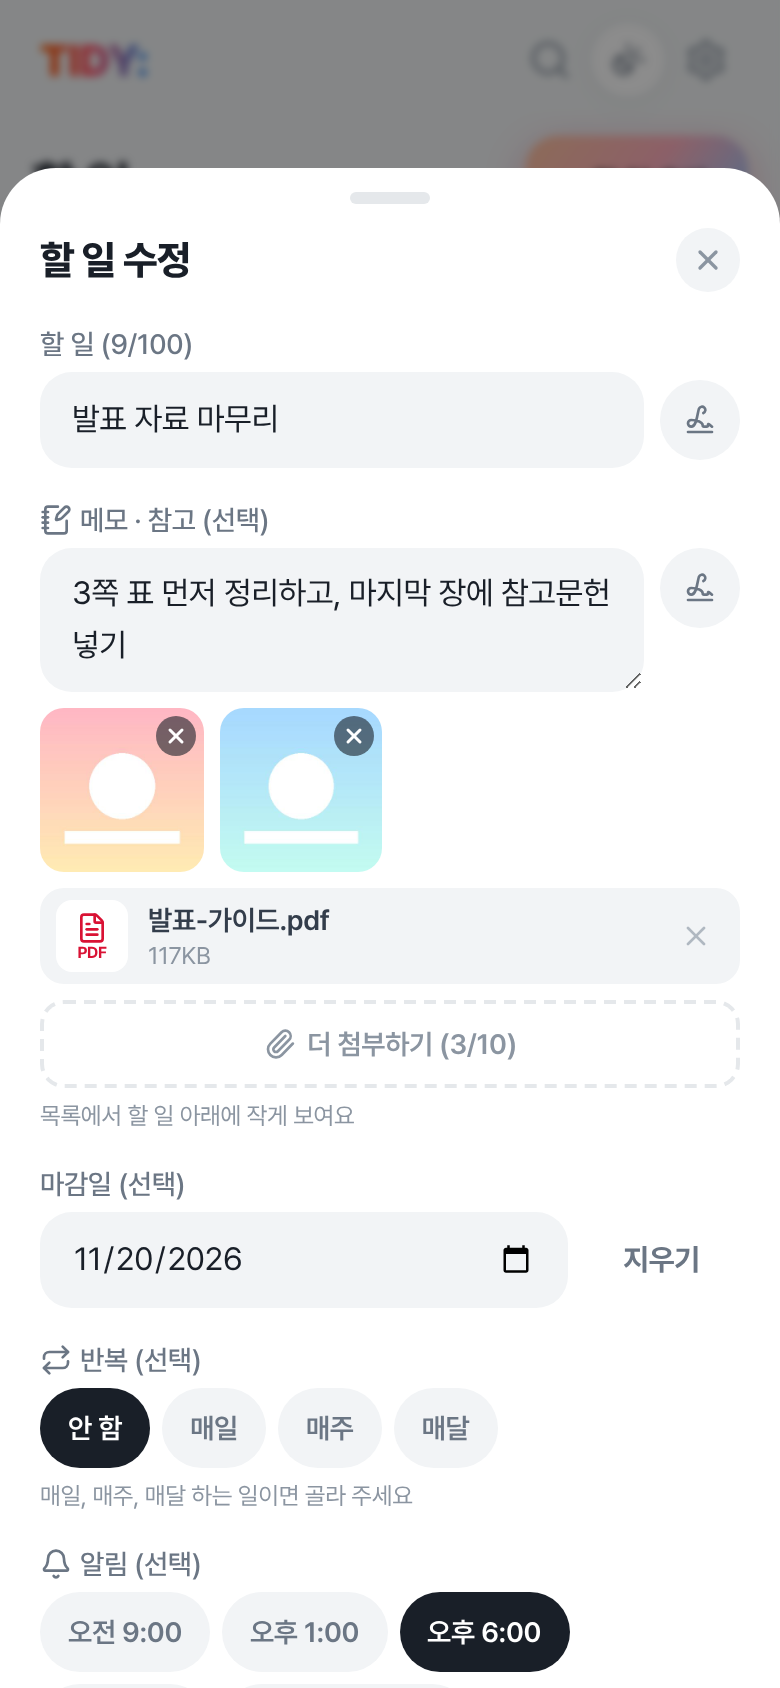 TIDY:
할 일 수정
할 일 (9/100)
발표 자료 마무리
메모 · 참고 (선택)
3쪽 표 먼저 정리하고, 마지막 장에 참고문헌
넣기
PDF
발표-가이드.pdf
117KB
더 첨부하기 (3/10)
목록에서 할 일 아래에 작게 보여요
마감일 (선택)
11/20/2026
지우기
반복 (선택)
안 함
매일
매주
매달
매일, 매주, 매달 하는 일이면 골라 주세요
알림 (선택)
오전 9:00
오후 1:00
오후 6:00